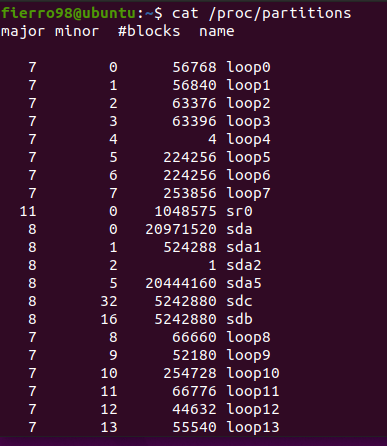 fierro98@ubuntu:~$ cat /proc/partitions
major minor  #blocks  name

   7        0      56768 loop0
   7        1      56840 loop1
   7        2      63376 loop2
   7        3      63396 loop3
   7        4          4 loop4
   7        5     224256 loop5
   7        6     224256 loop6
   7        7     253856 loop7
  11        0    1048575 sr0
   8        0   20971520 sda
   8        1     524288 sda1
   8        2          1 sda2
   8        5   20444160 sda5
   8       32    5242880 sdc
   8       16    5242880 sdb
   7        8      66660 loop8
   7        9      52180 loop9
   7       10     254728 loop10
   7       11      66776 loop11
   7       12      44632 loop12
   7       13      55540 loop13